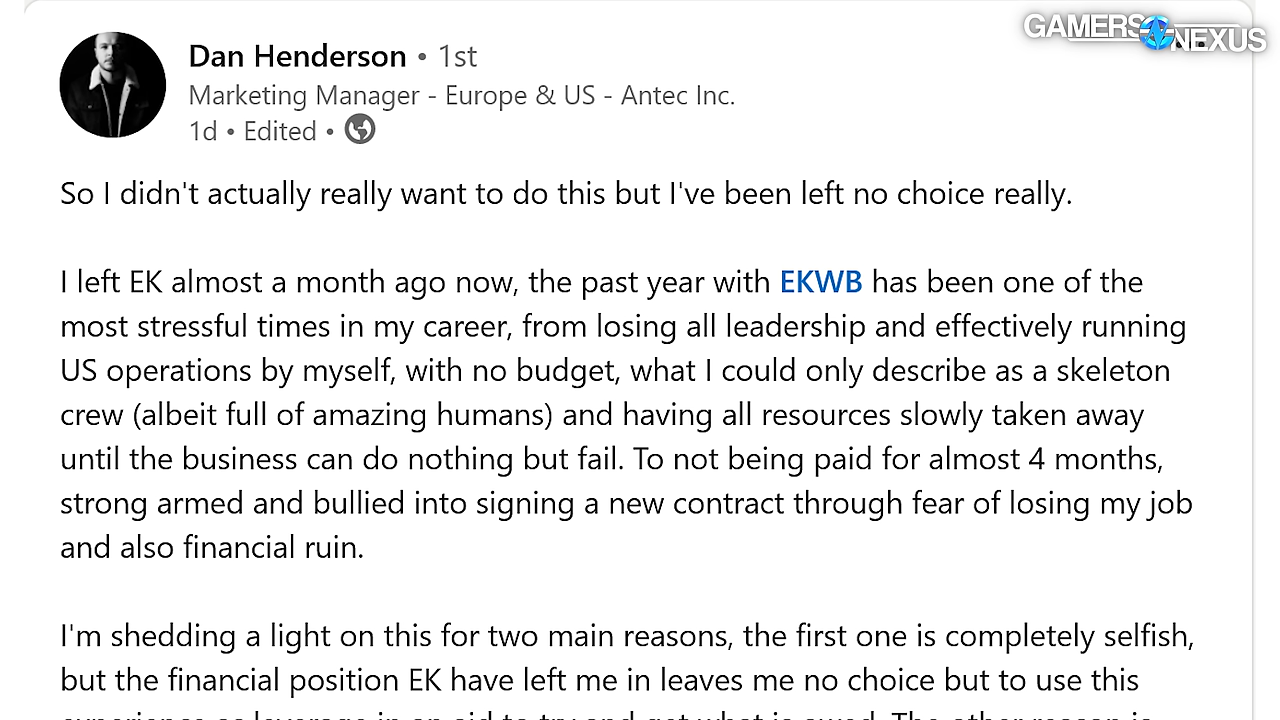 GAMERS NEXUS
Dan Henderson • 1st
Marketing Manager - Europe & US - Antec Inc.
1d • Edited •
So I didn't actually really want to do this but I've been left no choice really.
I left EK almost a month ago now, the past year with EKWB has been one of the
most stressful times in my career, from losing all leadership and effectively running
US operations by myself, with no budget, what I could only describe as a skeleton
crew (albeit full of amazing humans) and having all resources slowly taken away
until the business can do nothing but fail. To not being paid for almost 4 months,
strong armed and bullied into signing a new contract through fear of losing my job
and also financial ruin.
I'm shedding a light on this for two main reasons, the first one is completely selfish,
but the financial position EK have left me in leaves me no choice but to use this